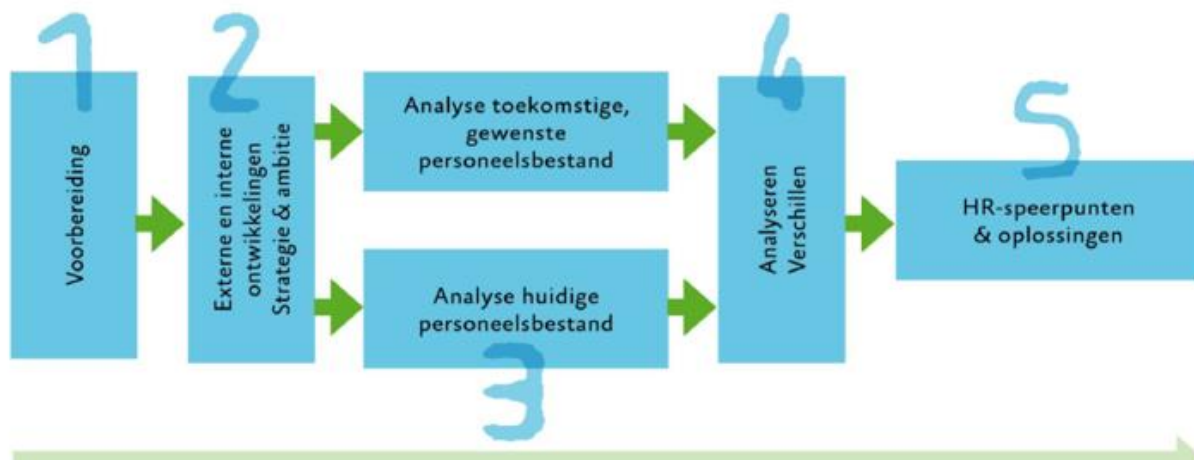 1
Voorbereiding
2
Externe en interne
ontwikkelingen
Strategie & ambitie
Analyse toekomstige,
gewenste
personeelsbestand
Analyse huidige
personeelsbestand
3
4
Analyseren
Verschillen
5
HR-speerpunten
& oplossingen